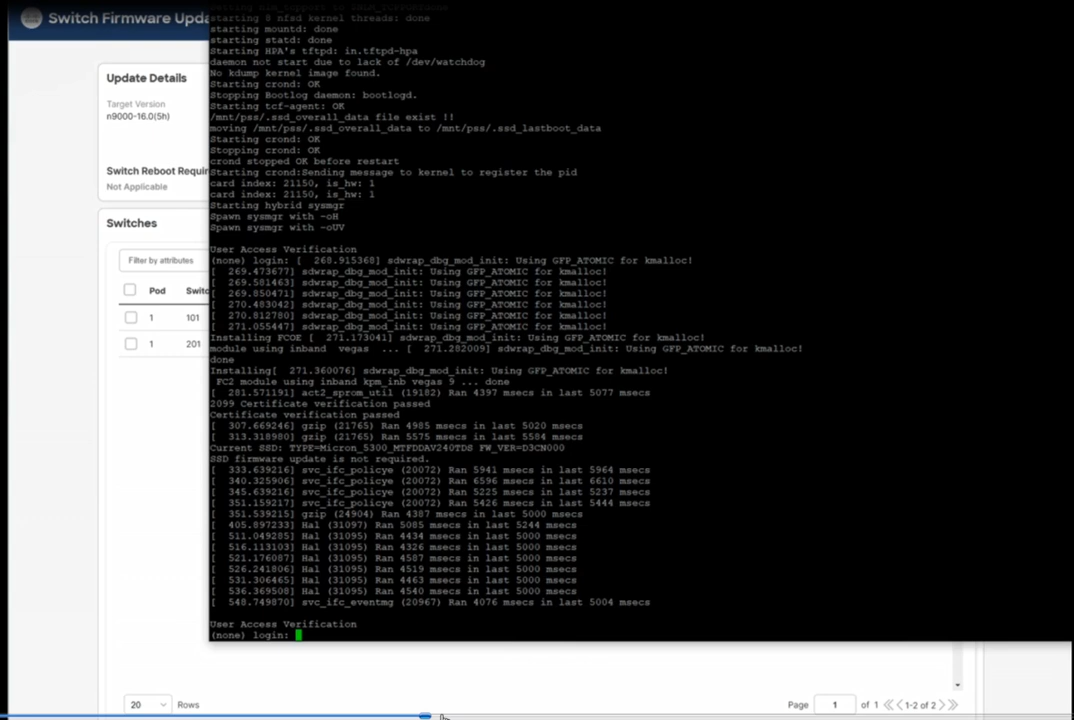 Switch Firmware Upda
Update Details
Target Version
n9000-16.0(5h)
Switch Reboot Requir
Not Applicable
Switches
Filter by attributes
Pod Switc
1 101
1 201
starting 8 nfsd kernel threads: done
starting mountd: done
starting statd: done
Starting HPA's tftpd: in.tftpd-hpa
daemon not start due to lack of /dev/watchdog
No kdump kernel image found.
Starting crond: OK
Stopping Bootlog daemon: bootlogd.
Starting tcf-agent: OK
/mnt/pss/.ssd_overall_data file exist !!
moving /mnt/pss/.ssd_overall_data to /mnt/pss/.ssd_lastboot_data
Starting crond: OK
Stopping crond: OK
crond stopped OK before restart
Starting crond:Sending message to kernel to register the pid
card index: 21150, is_hw: 1
card index: 21150, is_hw: 1
Starting hybrid sysmgr
Spawn sysmgr with -oH
Spawn sysmgr with -oUV
User Access Verification
(none) login: [  268.915368] sdwrap_dbg_mod_init: Using GFP_ATOMIC for kmalloc!
[  269.473677] sdwrap_dbg_mod_init: Using GFP_ATOMIC for kmalloc!
[  269.581463] sdwrap_dbg_mod_init: Using GFP_ATOMIC for kmalloc!
[  269.850471] sdwrap_dbg_mod_init: Using GFP_ATOMIC for kmalloc!
[  270.483042] sdwrap_dbg_mod_init: Using GFP_ATOMIC for kmalloc!
[  270.812780] sdwrap_dbg_mod_init: Using GFP_ATOMIC for kmalloc!
[  271.055447] sdwrap_dbg_mod_init: Using GFP_ATOMIC for kmalloc!
Installing FCOE [  271.173041] sdwrap_dbg_mod_init: Using GFP_ATOMIC for kmalloc!
module using inband  vegas  ... [  271.282009] sdwrap_dbg_mod_init: Using GFP_ATOMIC for kmalloc!
done
Installing[  271.360076] sdwrap_dbg_mod_init: Using GFP_ATOMIC for kmalloc!
FC2 module using inband kpm_inb vegas 9 ... done
[  281.571191] act2_sprom_util (19182) Ran 4397 msecs in last 5077 msecs
2099 Certificate verification passed
Certificate verification passed
[  307.669246] gzip (21765) Ran 4985 msecs in last 5020 msecs
[  313.318980] gzip (21765) Ran 5575 msecs in last 5584 msecs
Current SSD: TYPE=Micron_5300_MTFDDAV240TDS FW_VER=D3CN000
SSD firmware update is not required.
[  333.639216] svc_ifc_policye (20072) Ran 5941 msecs in last 5964 msecs
[  340.325906] svc_ifc_policye (20072) Ran 6596 msecs in last 6610 msecs
[  345.639216] svc_ifc_policye (20072) Ran 5225 msecs in last 5237 msecs
[  351.159217] svc_ifc_policye (20072) Ran 5426 msecs in last 5444 msecs
[  351.539215] gzip (24904) Ran 4387 msecs in last 5000 msecs
[  405.897233] Hal (31097) Ran 5085 msecs in last 5244 msecs
[  511.049285] Hal (31095) Ran 4434 msecs in last 5000 msecs
[  516.113103] Hal (31095) Ran 4326 msecs in last 5000 msecs
[  521.176087] Hal (31095) Ran 4587 msecs in last 5000 msecs
[  526.241806] Hal (31095) Ran 4519 msecs in last 5000 msecs
[  531.306465] Hal (31095) Ran 4463 msecs in last 5000 msecs
[  536.369508] Hal (31095) Ran 4540 msecs in last 5000 msecs
[  548.749870] svc_ifc_eventmg (20967) Ran 4076 msecs in last 5004 msecs
User Access Verification
(none) login:
20 Rows
Page 1 of 1 1-2 of 2